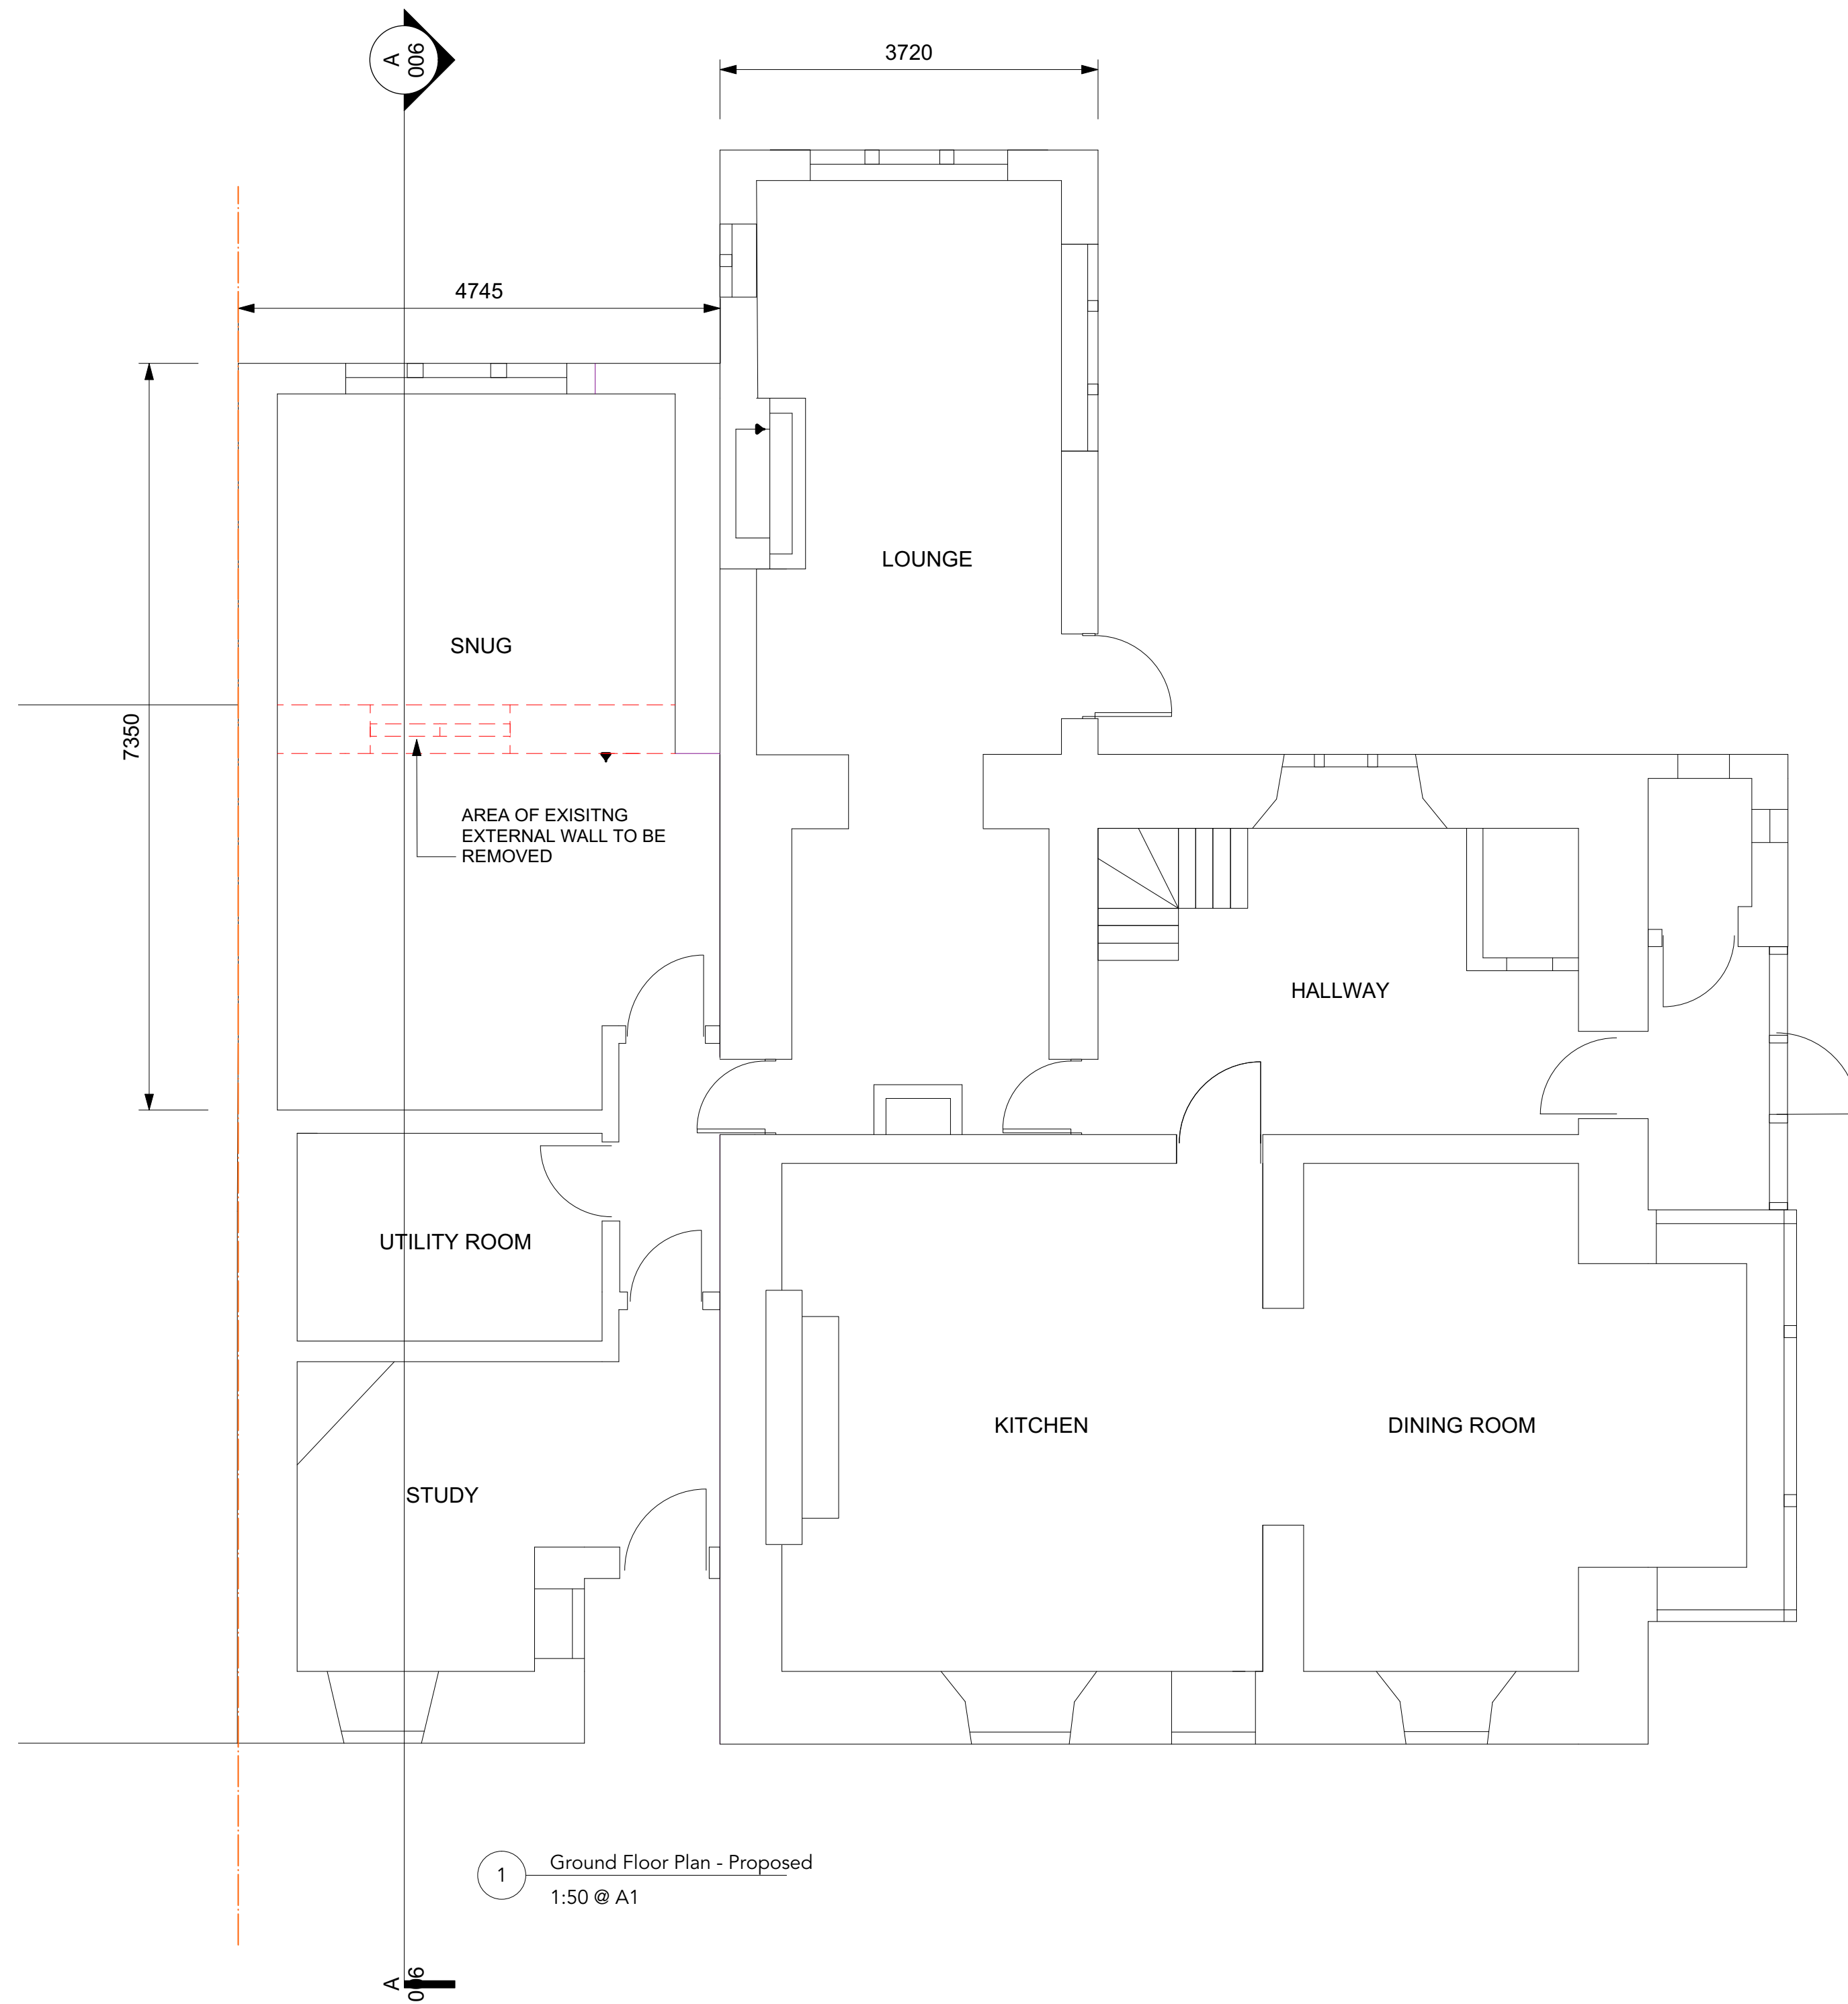 A
006
3720
4745
LOUNGE
SNUG
7350
AREA OF EXISITNG
EXTERNAL WALL TO BE
REMOVED
HALLWAY
UTILITY ROOM
KITCHEN
DINING ROOM
STUDY
1
Ground Floor Plan - Proposed
1:50 @ A1
A
006